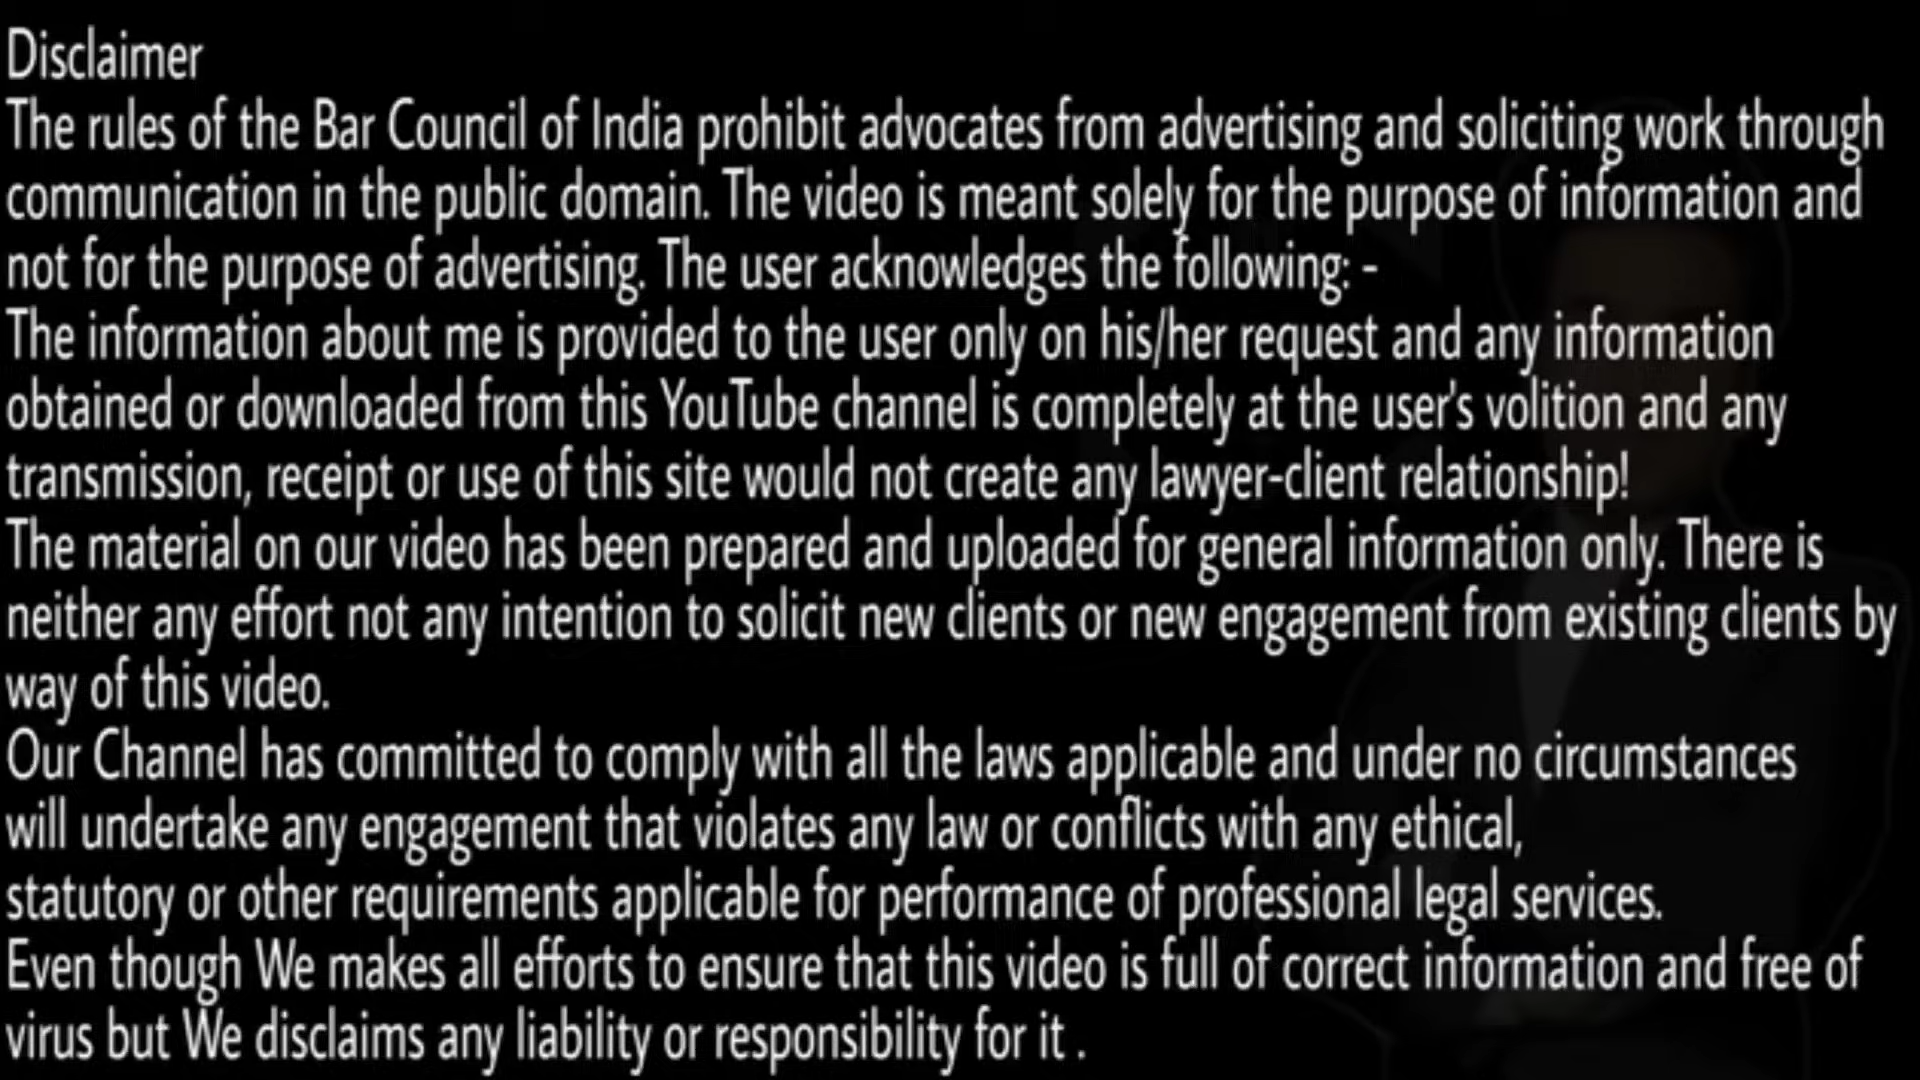 Disclaimer
The rules of the Bar Council of India prohibit advocates from advertising and soliciting work through
communication in the public domain. The video is meant solely for the purpose of information and
not for the purpose of advertising. The user acknowledges the following: -
The information about me is provided to the user only on his/her request and any information
obtained or downloaded from this YouTube channel is completely at the user's volition and any
transmission, receipt or use of this site would not create any lawyer-client relationship!
The material on our video has been prepared and uploaded for general information only. There is
neither any effort not any intention to solicit new clients or new engagement from existing clients by
way of this video.
Our Channel has committed to comply with all the laws applicable and under no circumstances
will undertake any engagement that violates any law or conflicts with any ethical,
statutory or other requirements applicable for performance of professional legal services.
Even though We makes all efforts to ensure that this video is full of correct information and free of
virus but We disclaims any liability or responsibility for it .